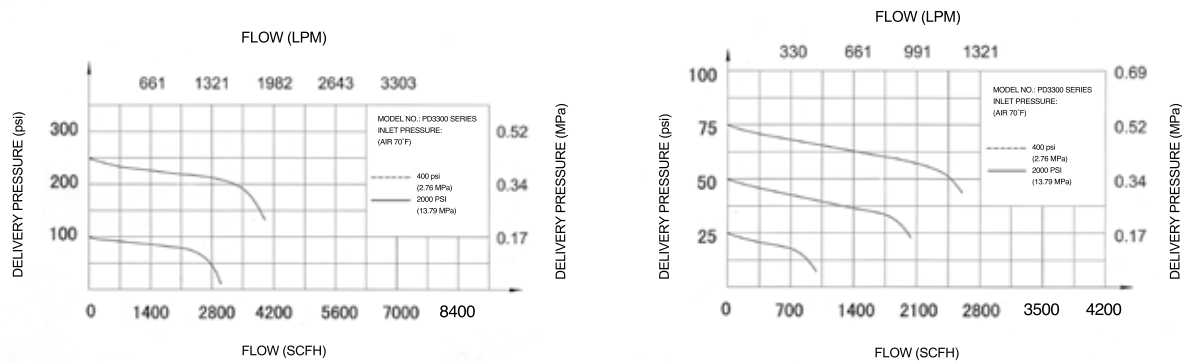 FLOW (LPM)
661 1321 1982 2643 3303
DELIVERY PRESSURE (psi)
300
200
100
MODEL NO.: PD3300 SERIES
INLET PRESSURE:
(AIR 70°F)
400 psi
(2.76 MPa)
2000 PSI
(13.79 MPa)
0.52
0.34
0.17
DELIVERY PRESSURE (MPa)
0 1400 2800 4200 5600 7000 8400
FLOW (SCFH)
FLOW (LPM)
330 661 991 1321
DELIVERY PRESSURE (psi)
100
75
50
25
MODEL NO.: PD3300 SERIES
INLET PRESSURE:
(AIR 70°F)
400 psi
(2.76 MPa)
2000 PSI
(13.79 MPa)
0.69
0.52
0.34
0.17
DELIVERY PRESSURE (MPa)
0 700 1400 2100 2800 3500 4200
FLOW (SCFH)